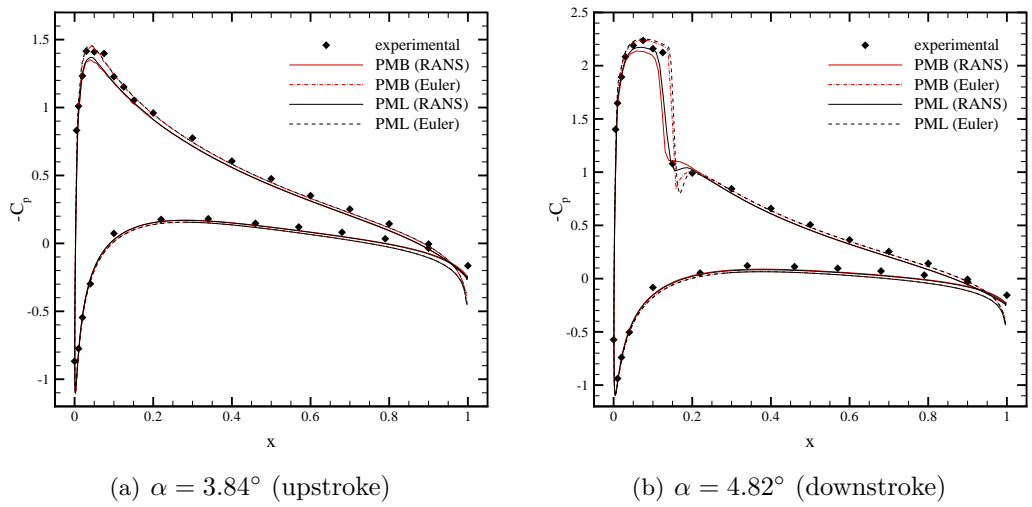 1.5
1
0.5
0
-0.5
-1
-C_p
0
0.2
0.4
0.6
0.8
1
x
experimental
PMB (RANS)
PMB (Euler)
PML (RANS)
PML (Euler)
(a) α = 3.84° (upstroke)
2.5
2
1.5
1
0.5
0
-0.5
-1
-C_p
0
0.2
0.4
0.6
0.8
1
x
experimental
PMB (RANS)
PMB (Euler)
PML (RANS)
PML (Euler)
(b) α = 4.82° (downstroke)